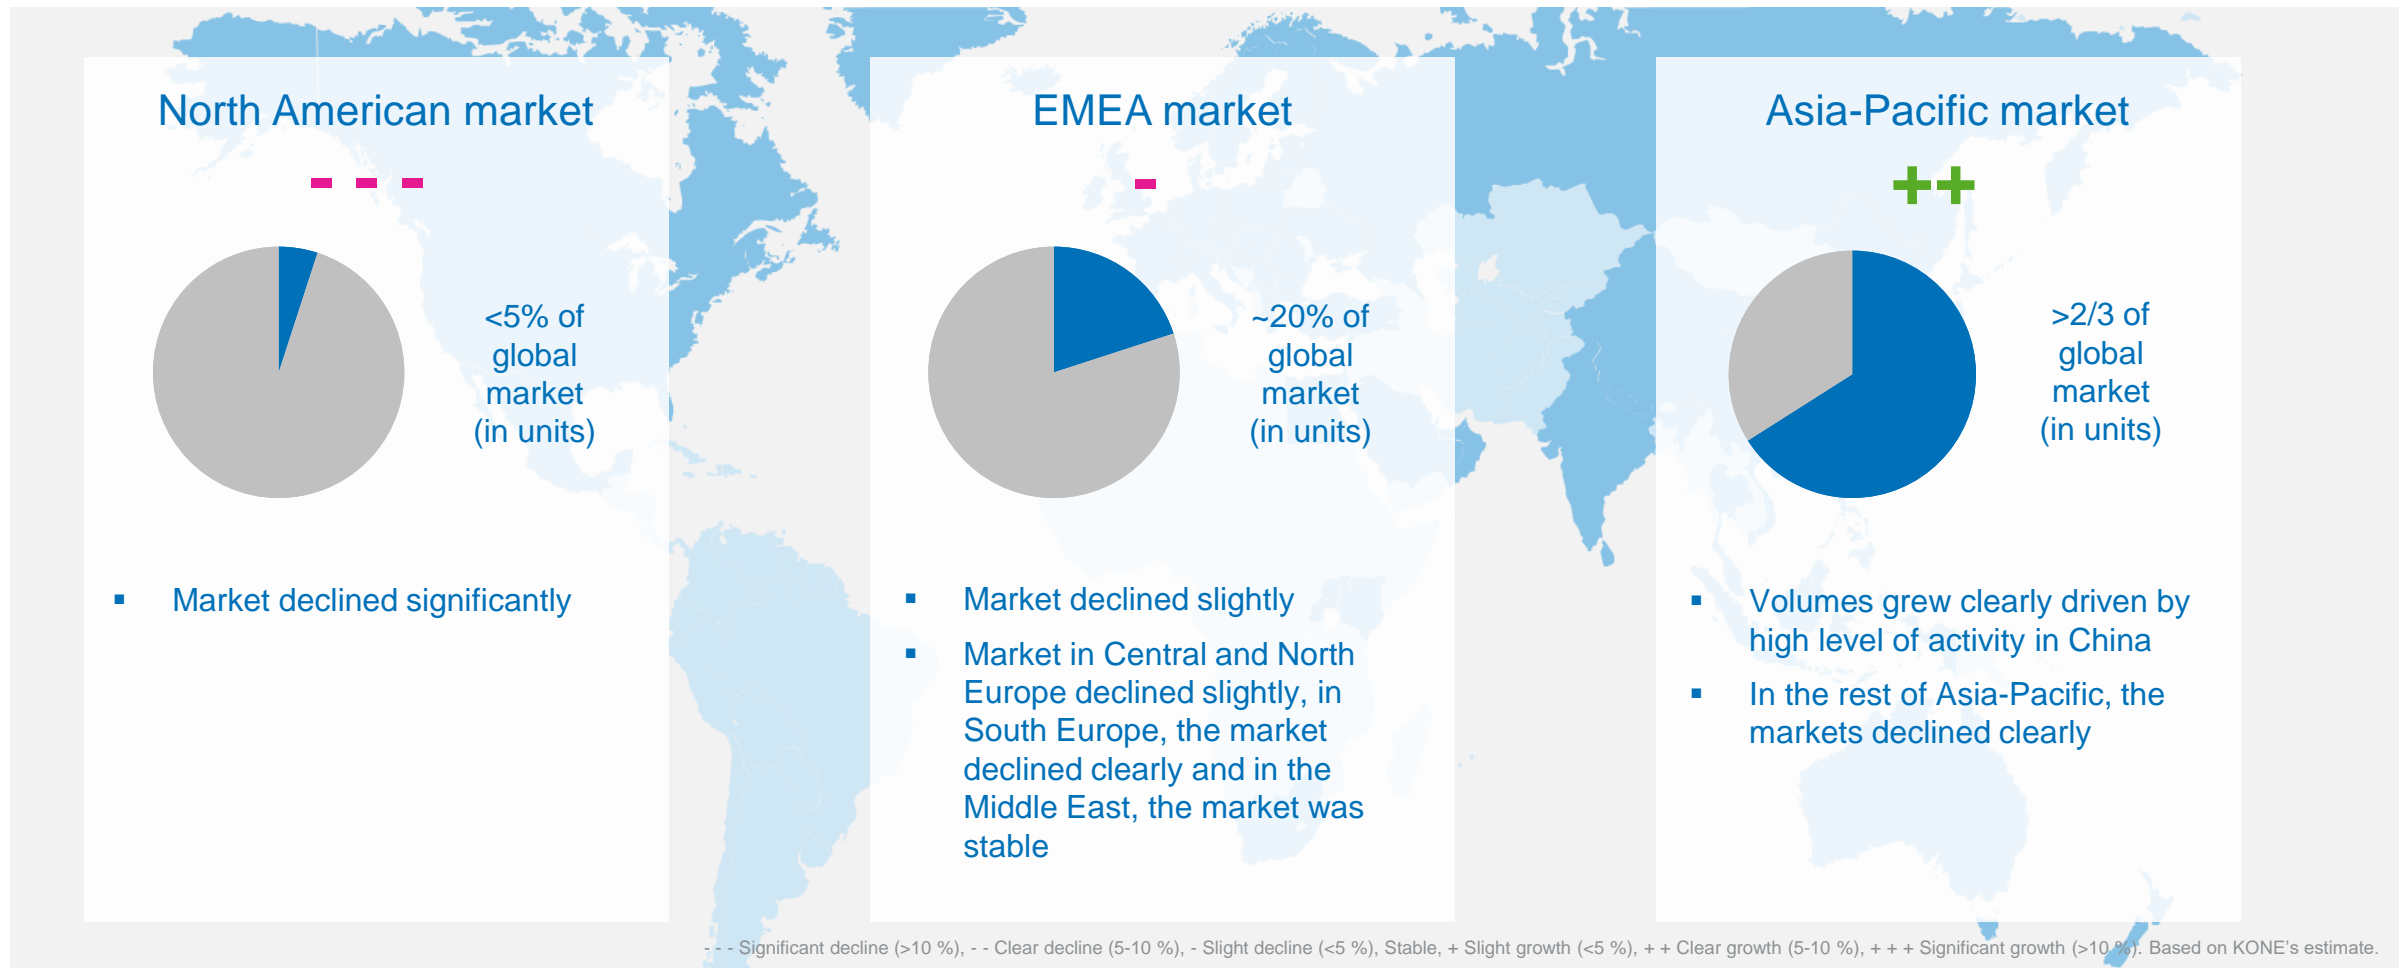 North American market
- - -
<5% of
global
market
(in units)
▪ Market declined significantly
EMEA market
-
~20% of
global
market
(in units)
▪ Market declined slightly
▪ Market in Central and North
Europe declined slightly, in
South Europe, the market
declined clearly and in the
Middle East, the market was
stable
Asia-Pacific market
++
>2/3 of
global
market
(in units)
▪ Volumes grew clearly driven by
high level of activity in China
▪ In the rest of Asia-Pacific, the
markets declined clearly
- - - Significant decline (>10 %), - - Clear decline (5-10 %), - Slight decline (<5 %), Stable, + Slight growth (<5 %), + + Clear growth (5-10 %), + + + Significant growth (>10 %). Based on KONE's estimate.